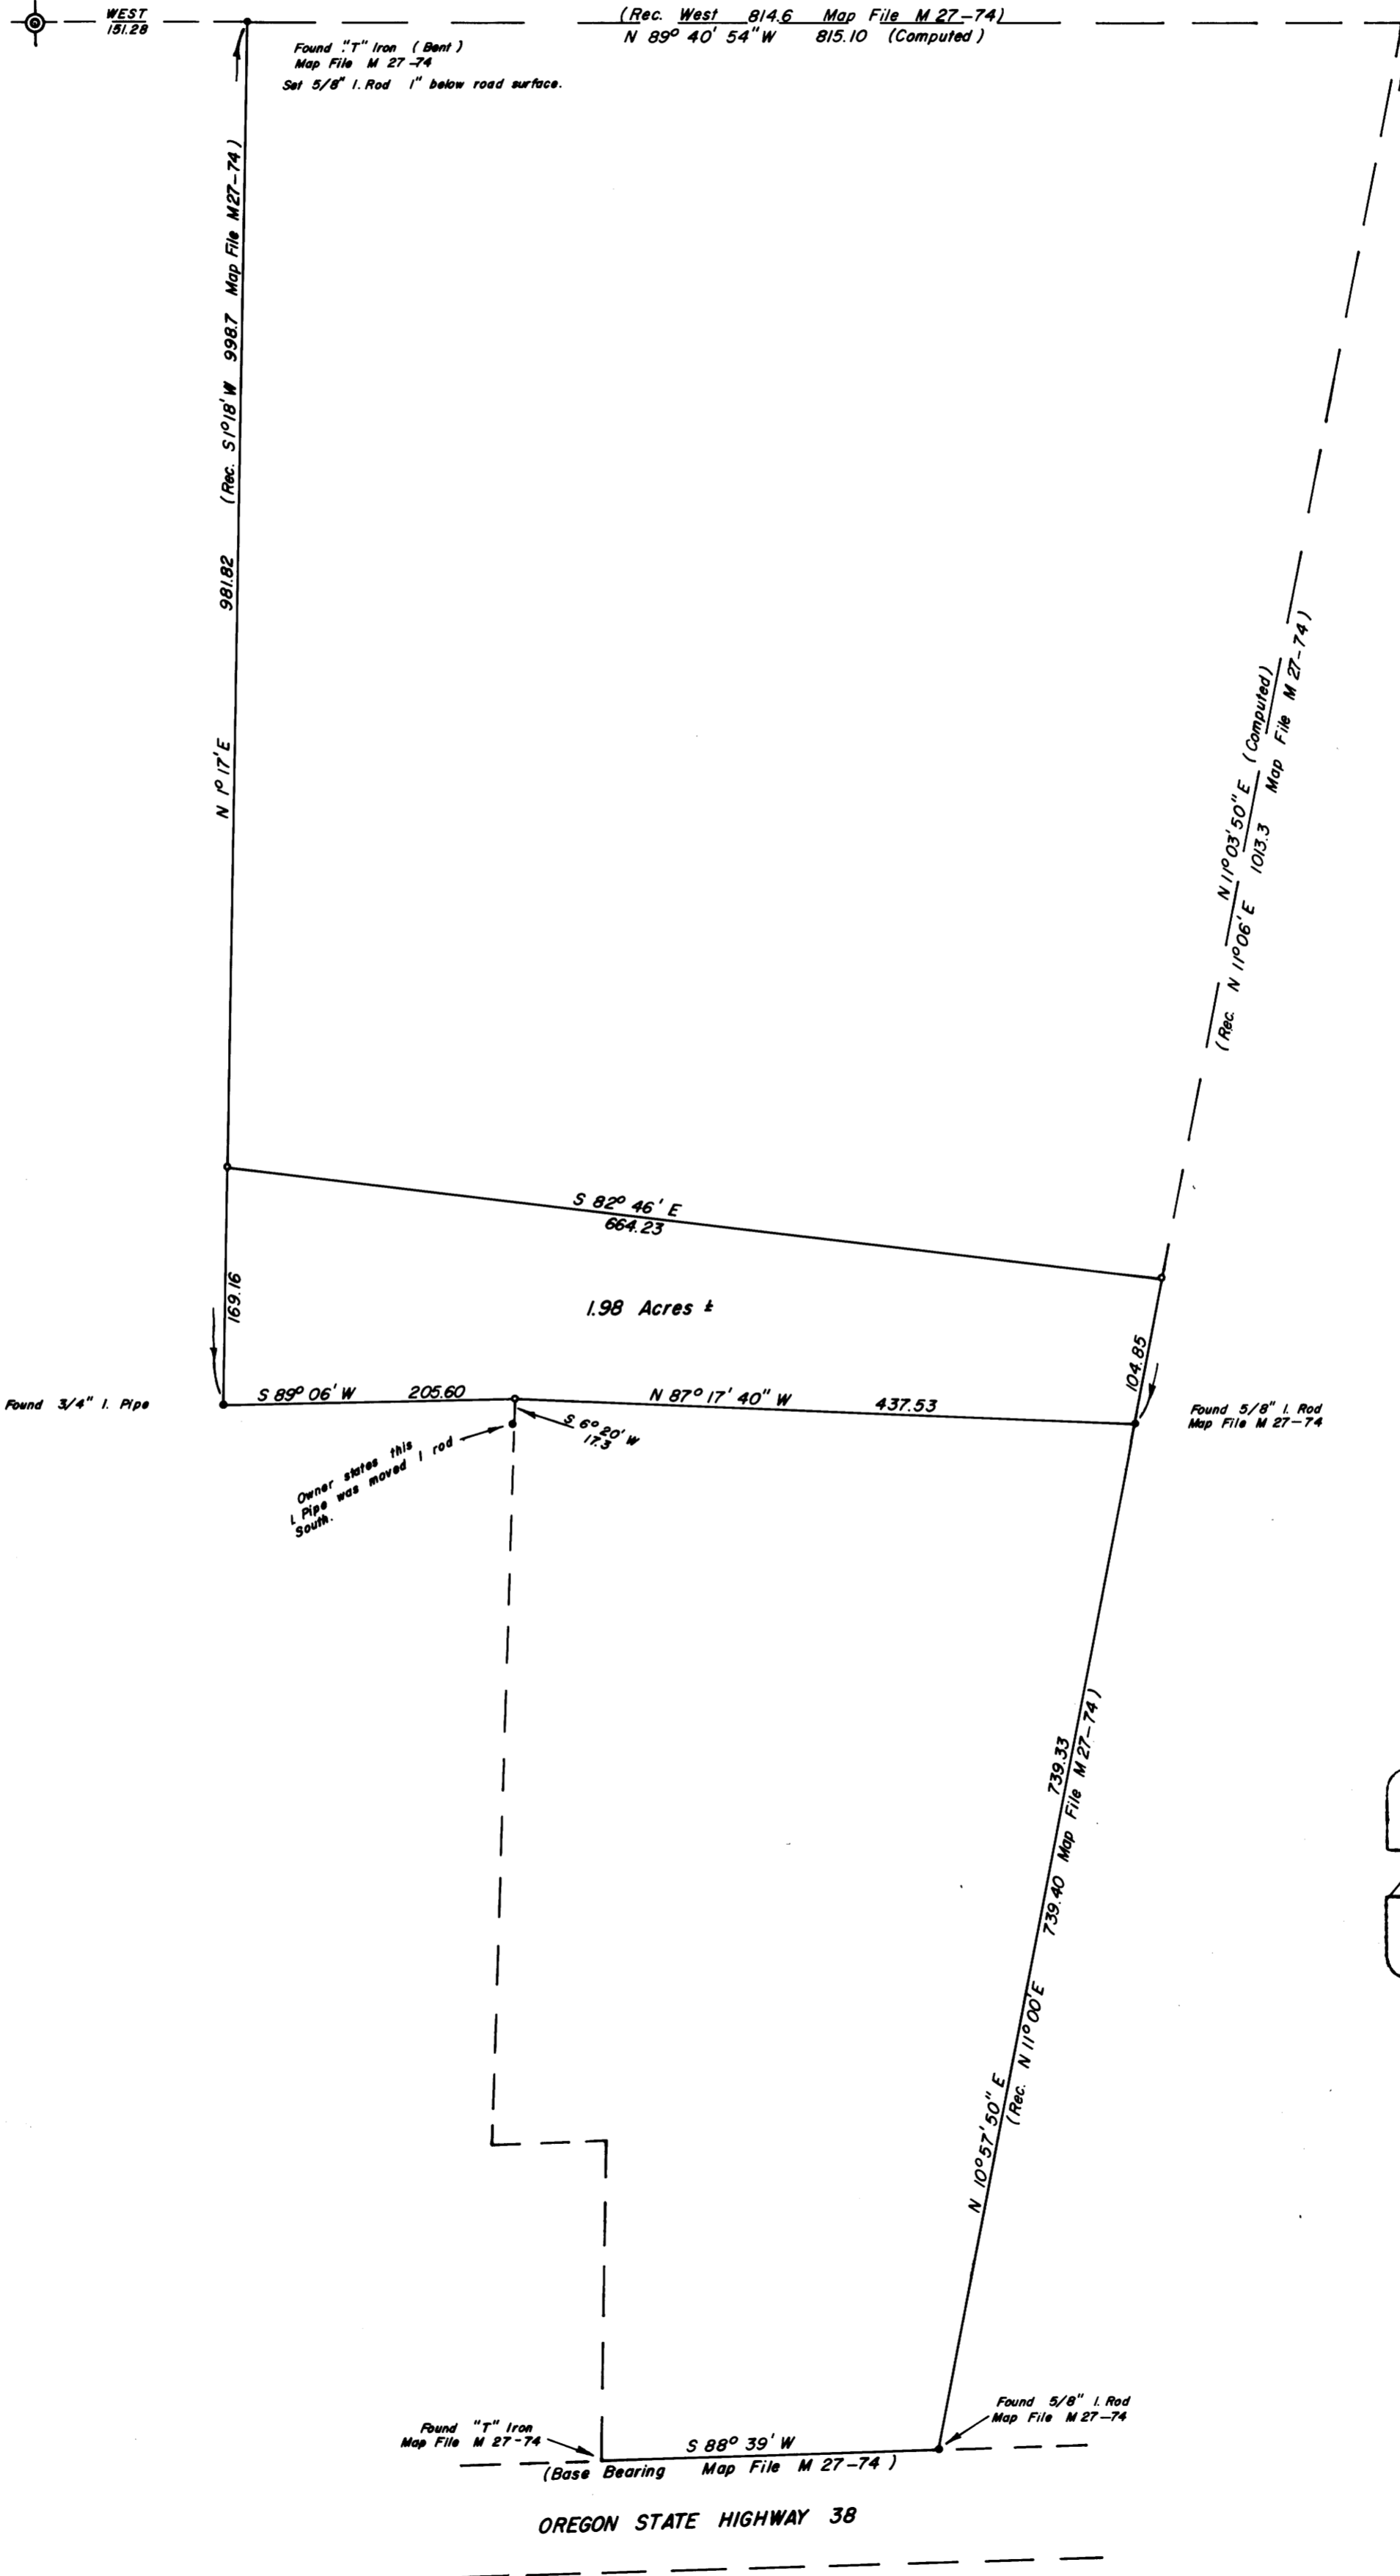 WEST
151.28
(Rec. West 814.6 Map File M 27-74)
N 89° 40' 54" W 815.10 (Computed)
Found "T" Iron (Bent)
Map File M 27-74
Set 5/8" I. Rod 1" below road surface.
N 1° 17' E 981.82 (Rec. S 1° 18' W 998.7 Map File M 27-74)
N 11° 03' 50" E (Computed)
(Rec. N 11° 06' E 1013.3 Map File M 27-74)
S 82° 46' E
664.23
169.16
1.98 Acres ±
104.85
Found 3/4" I. Pipe
S 89° 06' W 205.60
N 87° 17' 40" W 437.53
S 6° 20' W
17.3
Found 5/8" I. Rod
Map File M 27-74
Owner states this
I. Pipe was moved 1 rod
South.
739.33
N 10° 57' 50" E
(Rec. N 11° 00' E 739.40 Map File M 27-74)
Found "T" Iron
Map File M 27-74
Found 5/8" I. Rod
Map File M 27-74
S 88° 39' W
(Base Bearing Map File M 27-74)
OREGON STATE HIGHWAY 38